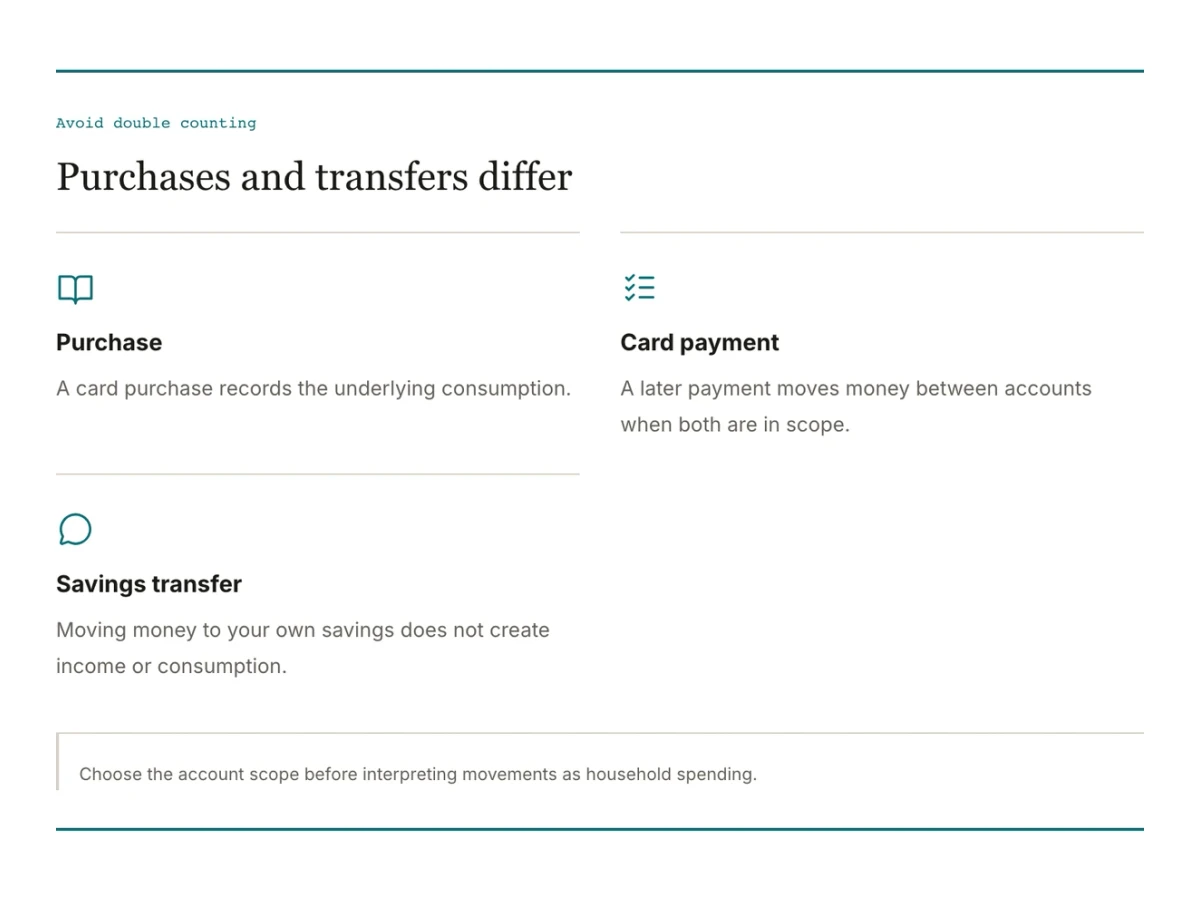 Avoid double counting
Purchases and transfers differ
Purchase
A card purchase records the underlying consumption.
Card payment
A later payment moves money between accounts
when both are in scope.
Savings transfer
Moving money to your own savings does not create
income or consumption.
Choose the account scope before interpreting movements as household spending.